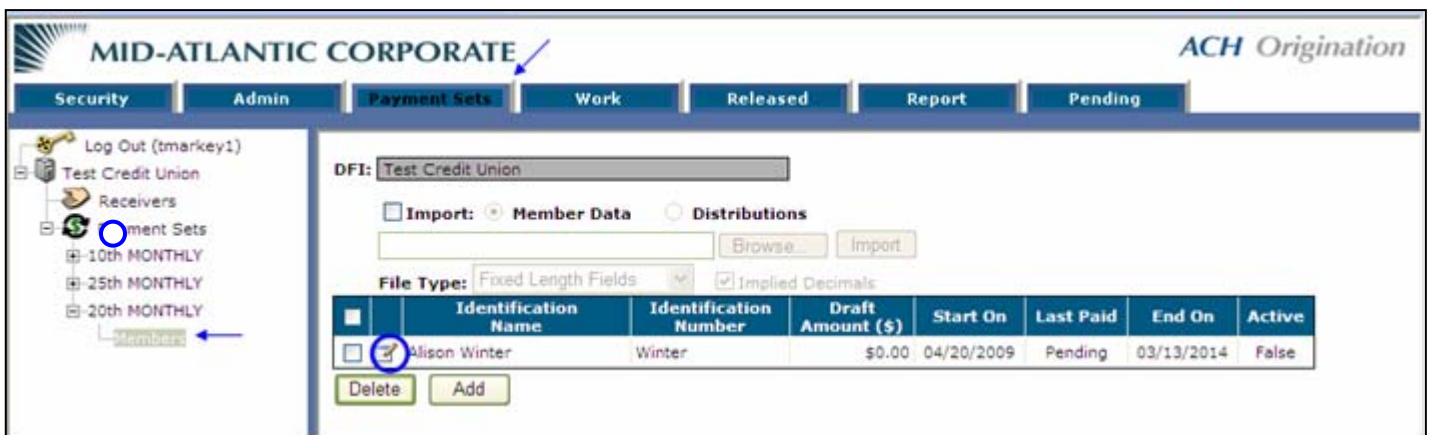 MID-ATLANTIC CORPORATE
ACH Origination
Security Admin Payment Sets Work Released Report Pending
Log Out (tmarkey1)
Test Credit Union
Receivers
Payment Sets
10th MONTHLY
25th MONTHLY
20th MONTHLY
Members
DFI: Test Credit Union
Import: Member Data Distributions
Browse... Import
File Type: Fixed Length Fields Implied Decimals
Identification Name Identification Number Draft Amount ($) Start On Last Paid End On Active
Alison Winter Winter $0.00 04/20/2009 Pending 03/13/2014 False
Delete Add